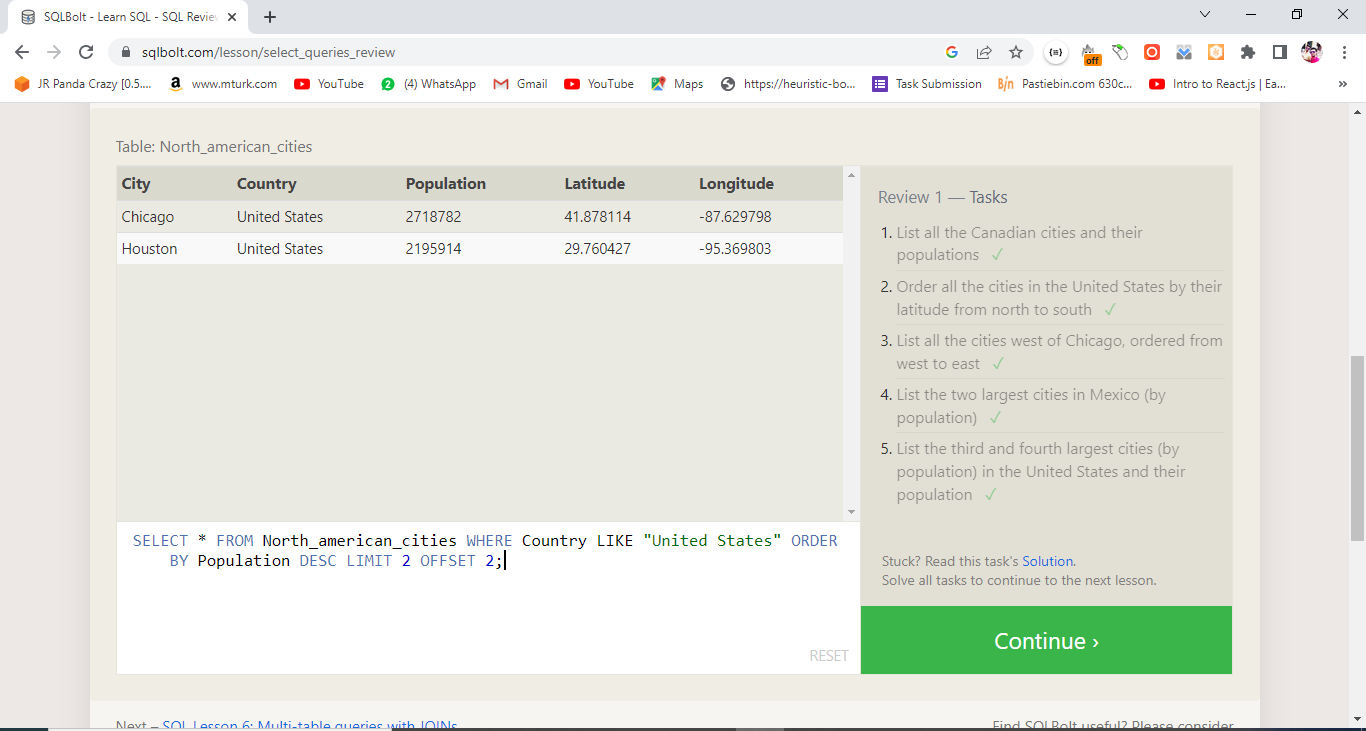 SQLBolt - Learn SQL - SQL Review
sqlbolt.com/lesson/select_queries_review
off
JR Panda Crazy [0.5....
www.mturk.com
YouTube
2 (4) WhatsApp
Gmail
YouTube
Maps
https://heuristic-bo...
Task Submission
B/n Pastiebin.com 630c...
Intro to React.js | Ea...
»
Table: North_american_cities
City Country Population Latitude Longitude
Chicago United States 2718782 41.878114 -87.629798
Houston United States 2195914 29.760427 -95.369803
SELECT * FROM North_american_cities WHERE Country LIKE "United States" ORDER
BY Population DESC LIMIT 2 OFFSET 2;
RESET
Review 1 — Tasks
1. List all the Canadian cities and their
populations ✓
2. Order all the cities in the United States by their
latitude from north to south ✓
3. List all the cities west of Chicago, ordered from
west to east ✓
4. List the two largest cities in Mexico (by
population) ✓
5. List the third and fourth largest cities (by
population) in the United States and their
population ✓
Stuck? Read this task's Solution.
Solve all tasks to continue to the next lesson.
Continue ›
Next – SQL Lesson 6: Multi-table queries with JOINs
Find SQLBolt useful? Please consider